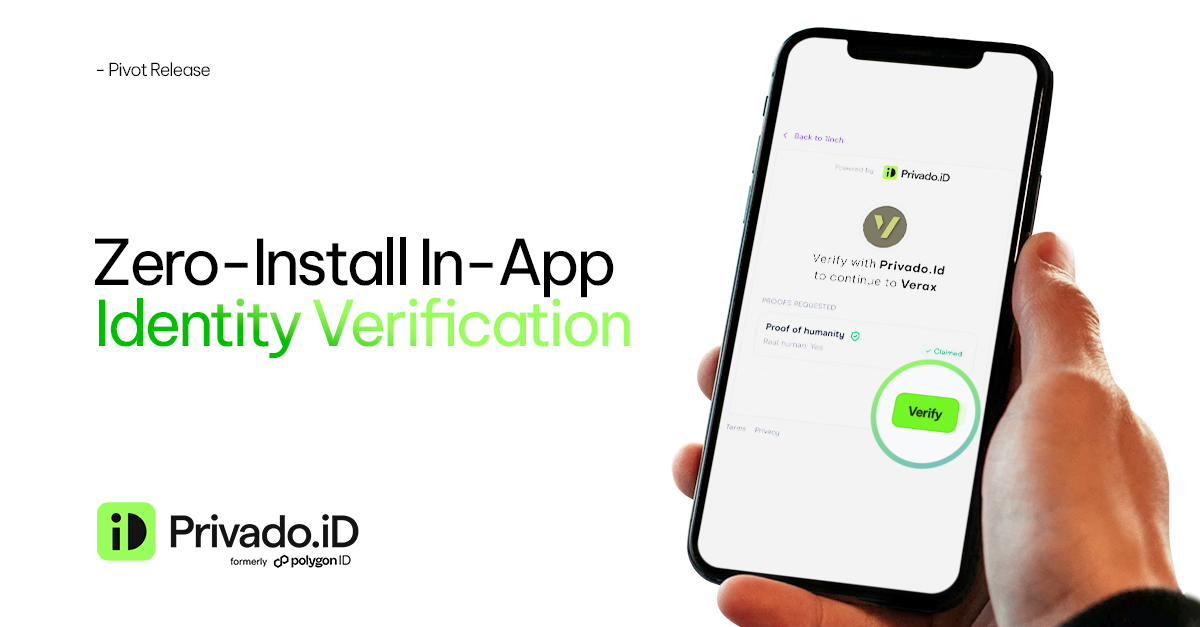 - Pivot Release
Zero-Install In-App
Identity Verification
iD Privado.iD
formerly polygon ID
Back to 1inch
Powered by iD Privado.iD
Verify with Privado.Id
to continue to Verax
PROOFS REQUESTED
Proof of humanity
Real human: Yes
Claimed
Verify
Terms Privacy